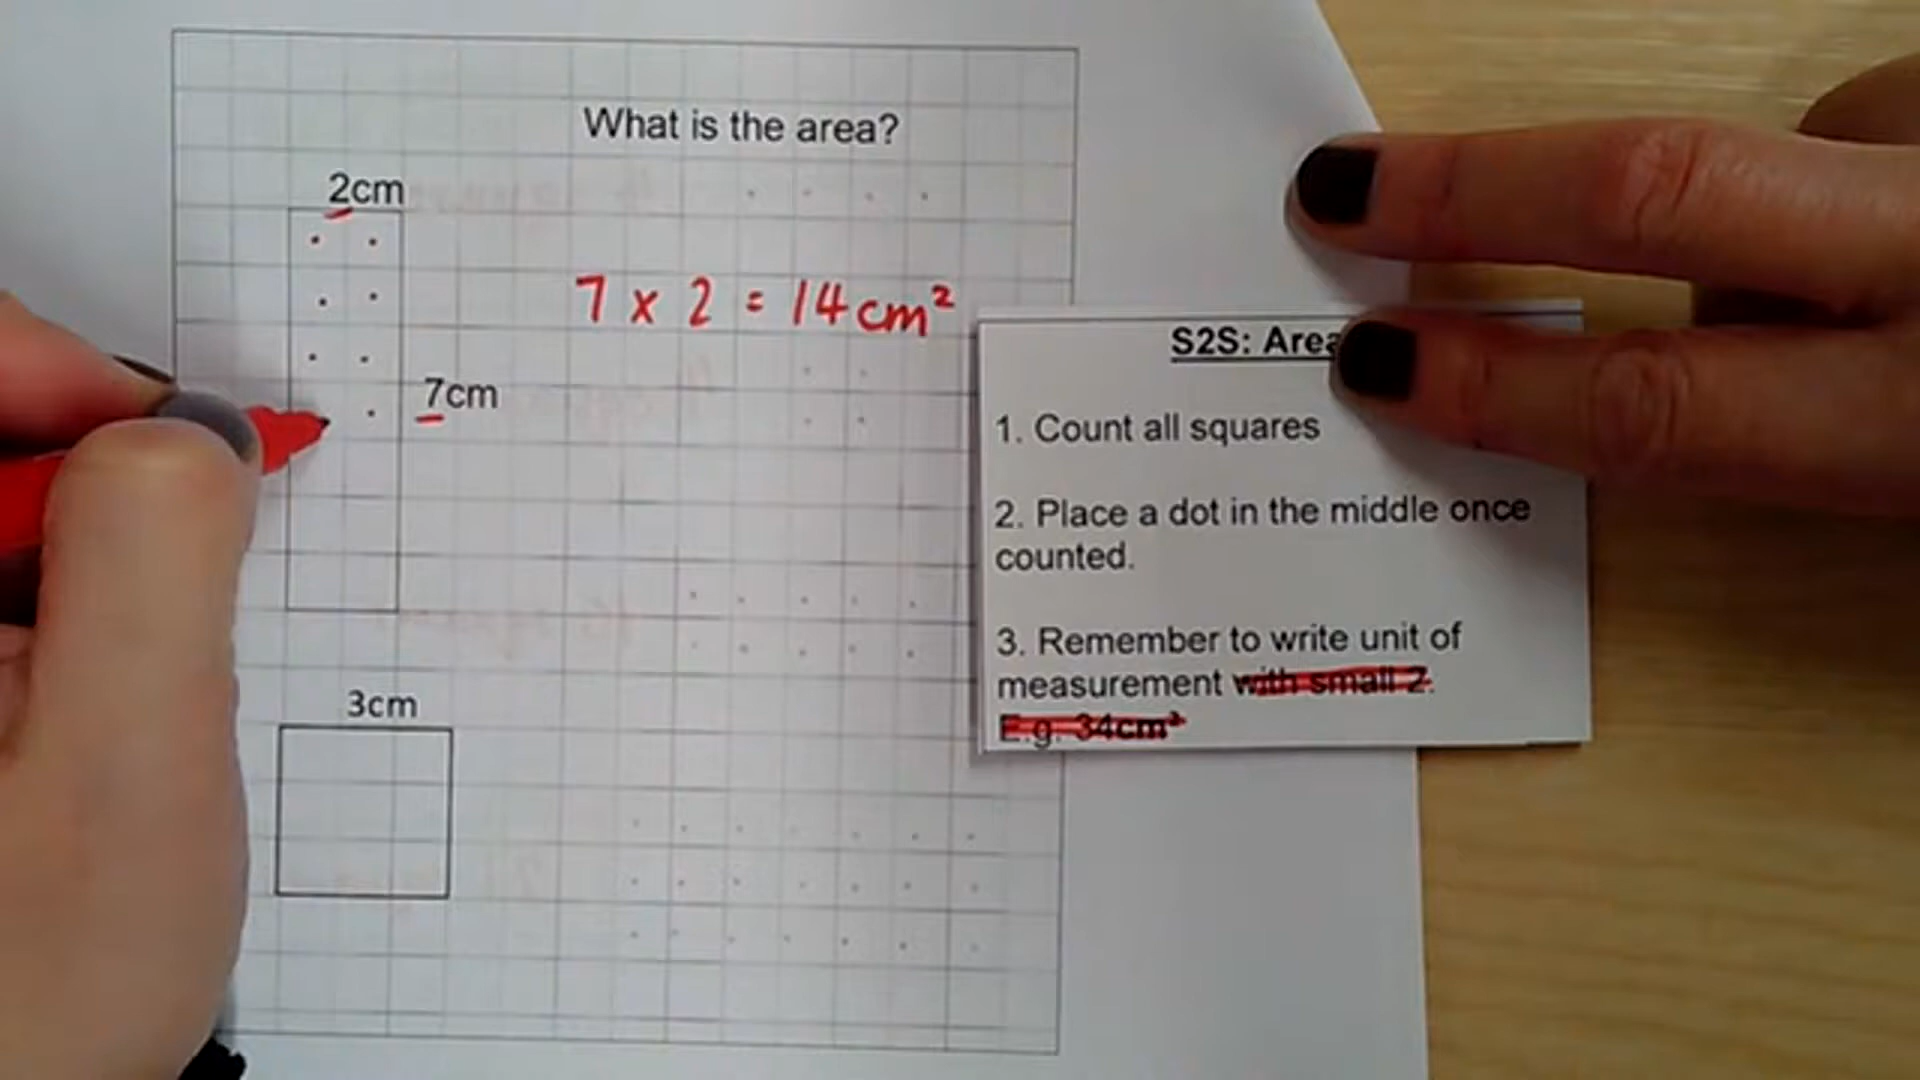 What is the area?
2cm
7 x 2 = 14cm²
7cm
3cm
S2S: Area
1. Count all squares
2. Place a dot in the middle once
counted.
3. Remember to write unit of
measurement with small 2.
E.g. 34cm²